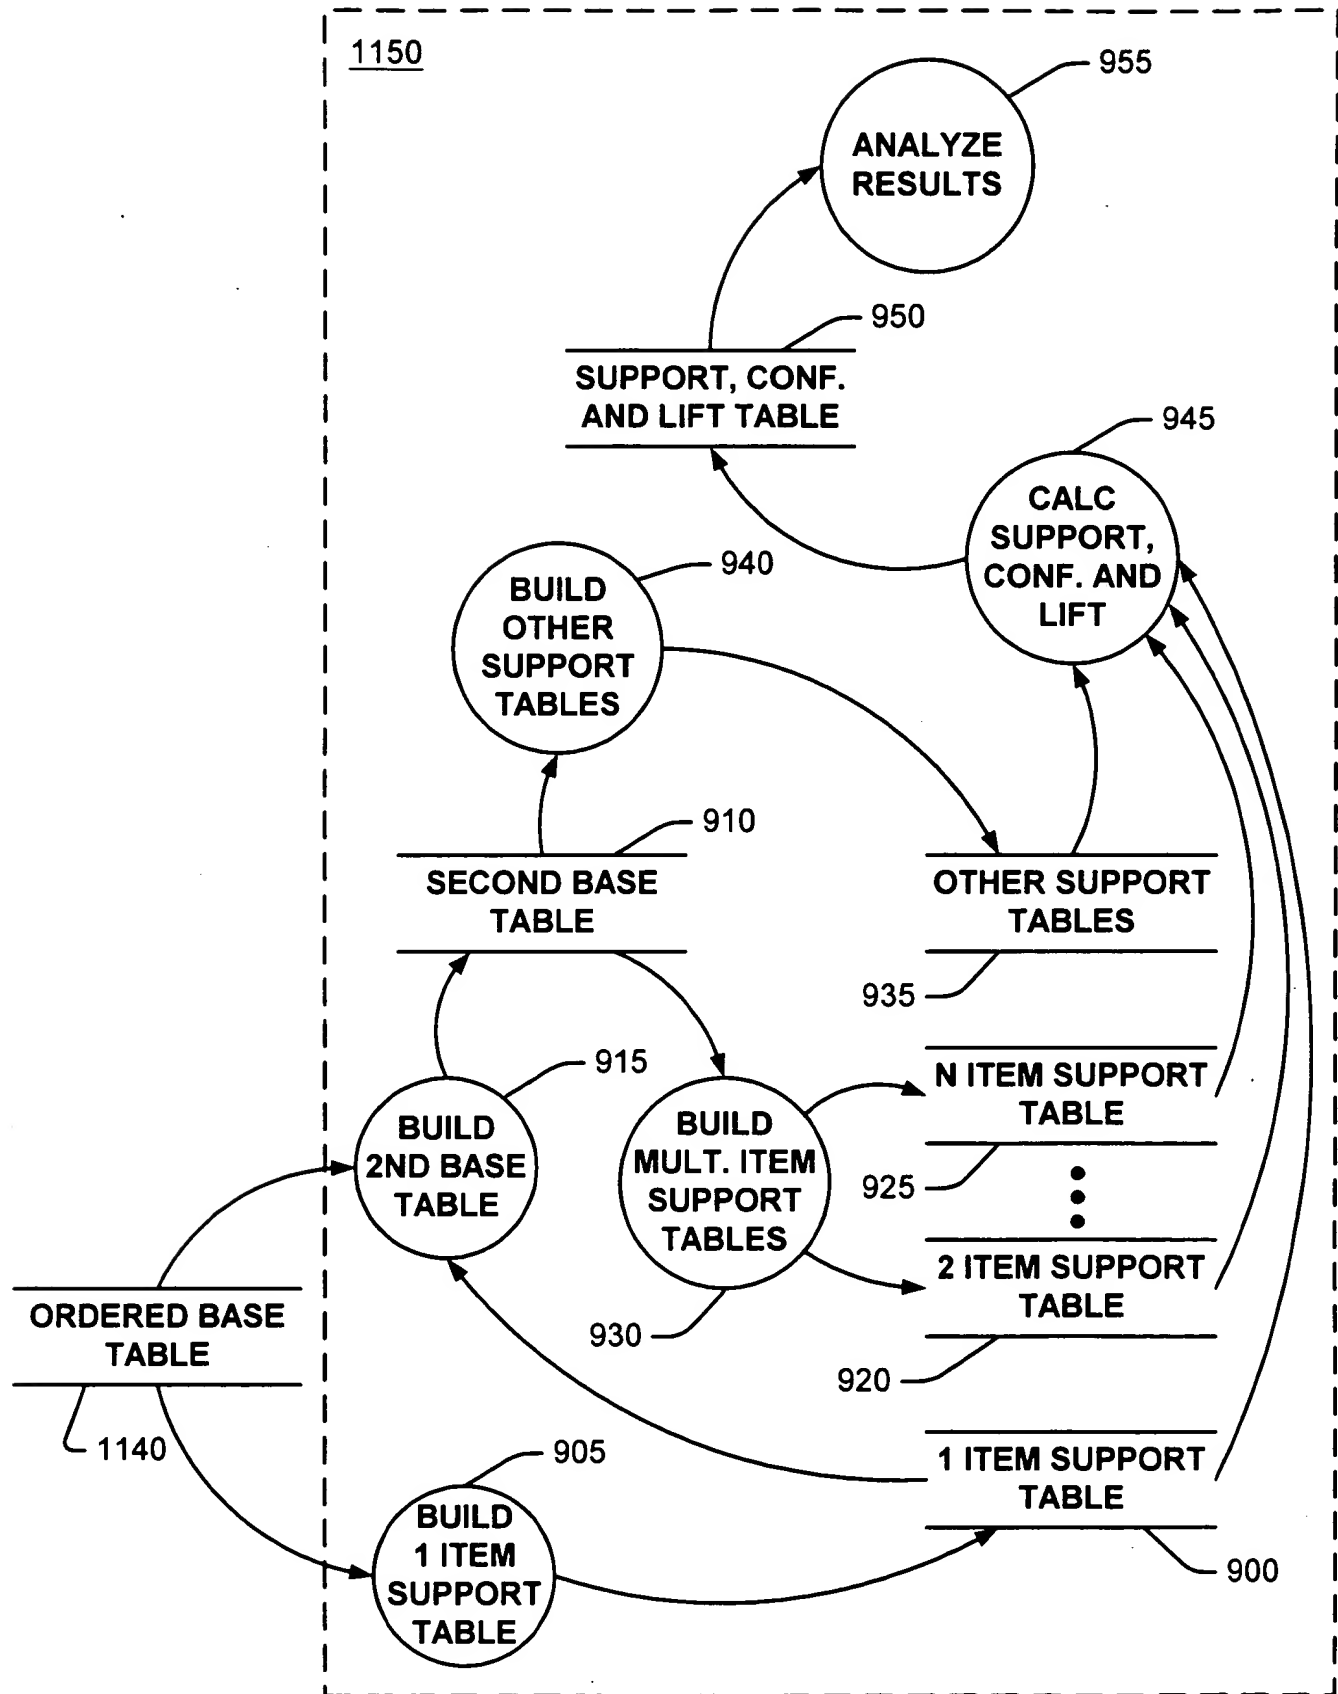 1150
955
ANALYZE
RESULTS
950
SUPPORT, CONF.
AND LIFT TABLE
945
CALC
SUPPORT,
CONF. AND
LIFT
940
BUILD
OTHER
SUPPORT
TABLES
910
SECOND BASE
TABLE
OTHER SUPPORT
TABLES
935
915
BUILD
2ND BASE
TABLE
BUILD
MULT. ITEM
SUPPORT
TABLES
930
N ITEM SUPPORT
TABLE
925
2 ITEM SUPPORT
TABLE
920
ORDERED BASE
TABLE
1140
905
BUILD
1 ITEM
SUPPORT
TABLE
1 ITEM SUPPORT
TABLE
900